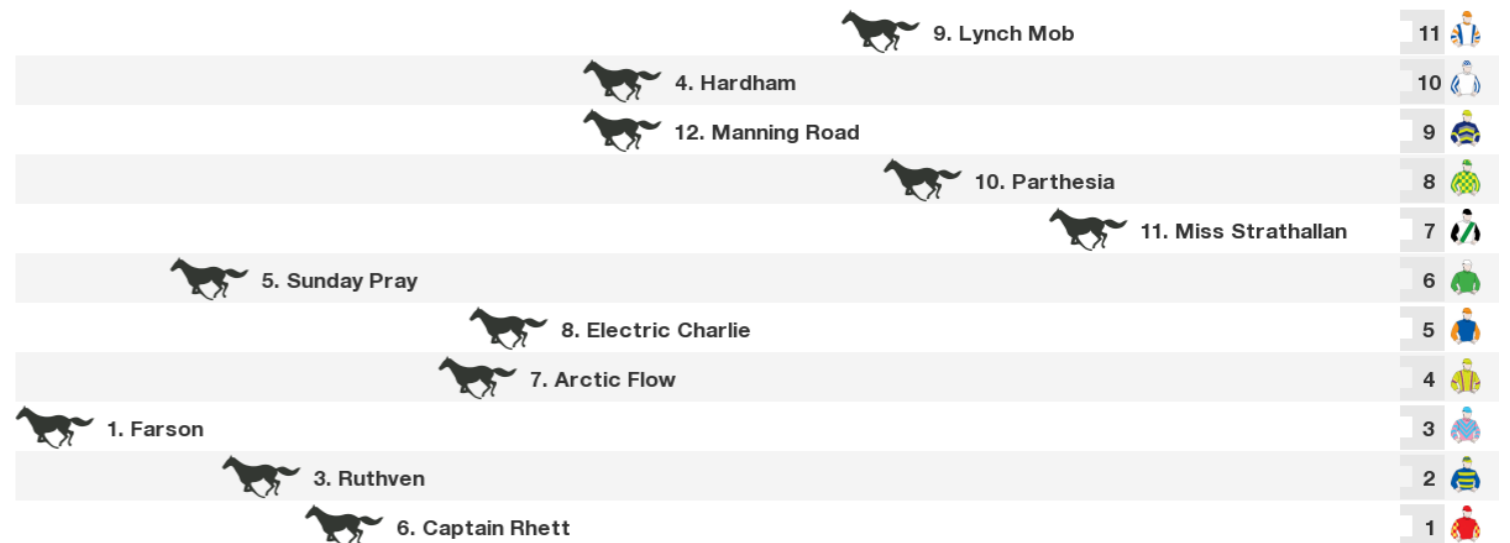 9. Lynch Mob 11
4. Hardham 10
12. Manning Road 9
10. Parthesia 8
11. Miss Strathallan 7
5. Sunday Pray 6
8. Electric Charlie 5
7. Arctic Flow 4
1. Farson 3
3. Ruthven 2
6. Captain Rhett 1